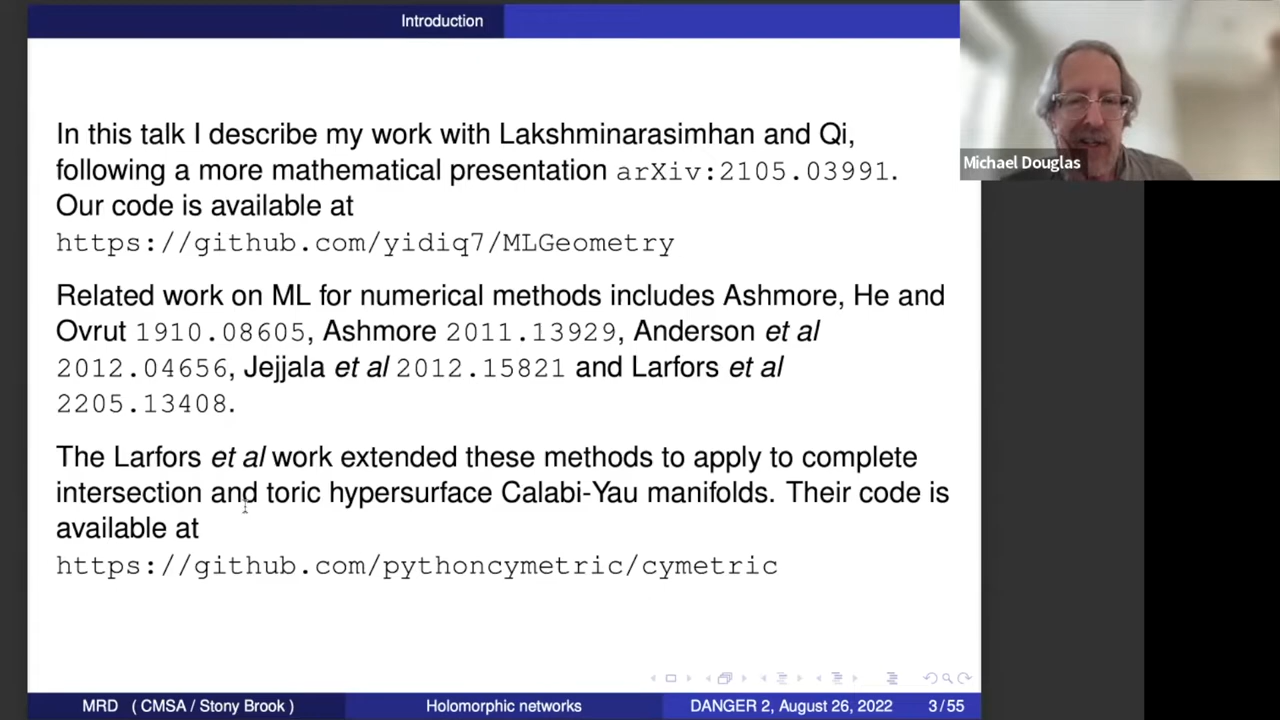 Introduction
In this talk I describe my work with Lakshminarasimhan and Qi,
following a more mathematical presentation arXiv:2105.03991.
Our code is available at
https://github.com/yidiq7/MLGeometry
Related work on ML for numerical methods includes Ashmore, He and
Ovrut 1910.08605, Ashmore 2011.13929, Anderson et al
2012.04656, Jejjala et al 2012.15821 and Larfors et al
2205.13408.
The Larfors et al work extended these methods to apply to complete
intersection and toric hypersurface Calabi-Yau manifolds. Their code is
available at
https://github.com/pythoncymetric/cymetric
MRD ( CMSA / Stony Brook ) Holomorphic networks DANGER 2, August 26, 2022 3 / 55
Michael Douglas